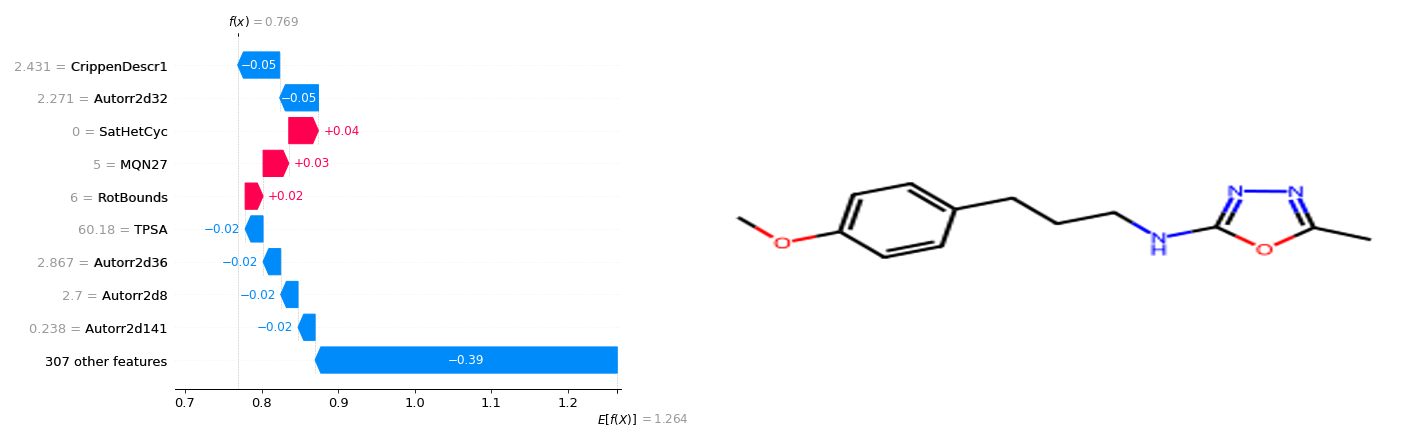 f(x) = 0.769
2.431 = CrippenDescr1
−0.05
2.271 = Autorr2d32
−0.05
0 = SatHetCyc
+0.04
5 = MQN27
+0.03
6 = RotBounds
+0.02
60.18 = TPSA
−0.02
2.867 = Autorr2d36
−0.02
2.7 = Autorr2d8
−0.02
0.238 = Autorr2d141
−0.02
307 other features
−0.39
0.7 0.8 0.9 1.0 1.1 1.2
E[f(X)] = 1.264
N N
O
N
H
O